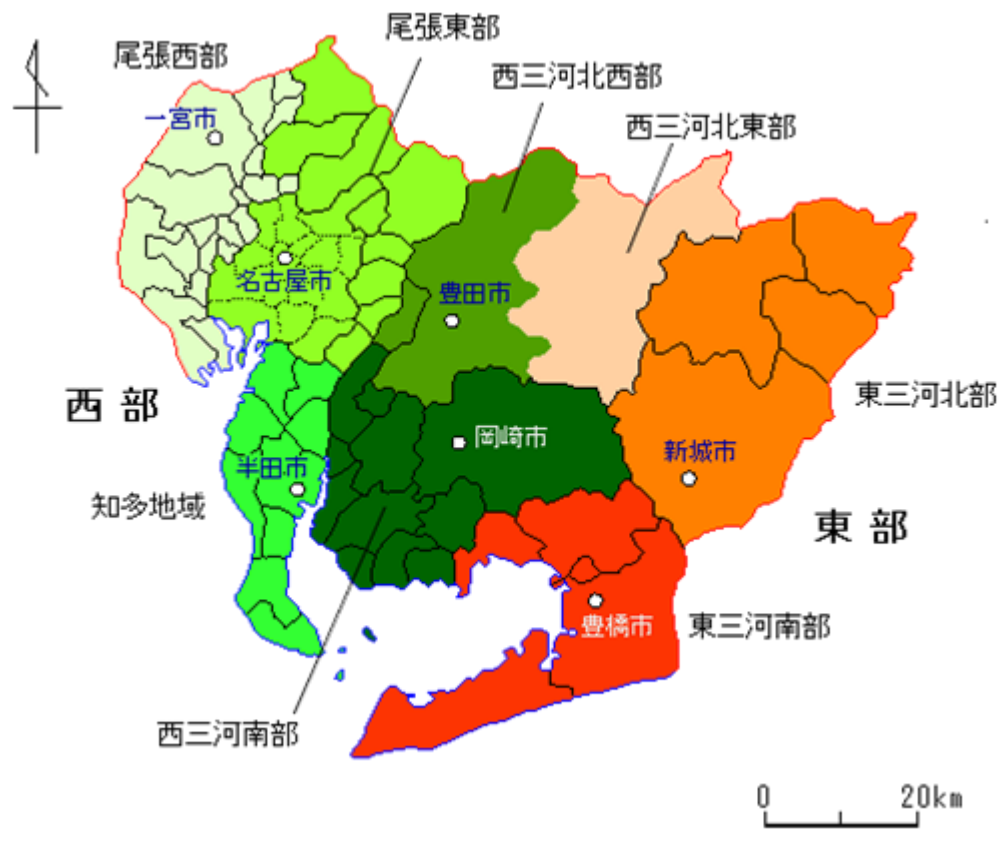 尾張西部
尾張東部
西三河北西部
西三河北東部
一宮市
名古屋市
豊田市
西部
東三河北部
岡崎市
新城市
半田市
知多地域
東部
豊橋市
東三河南部
西三河南部
0
20km